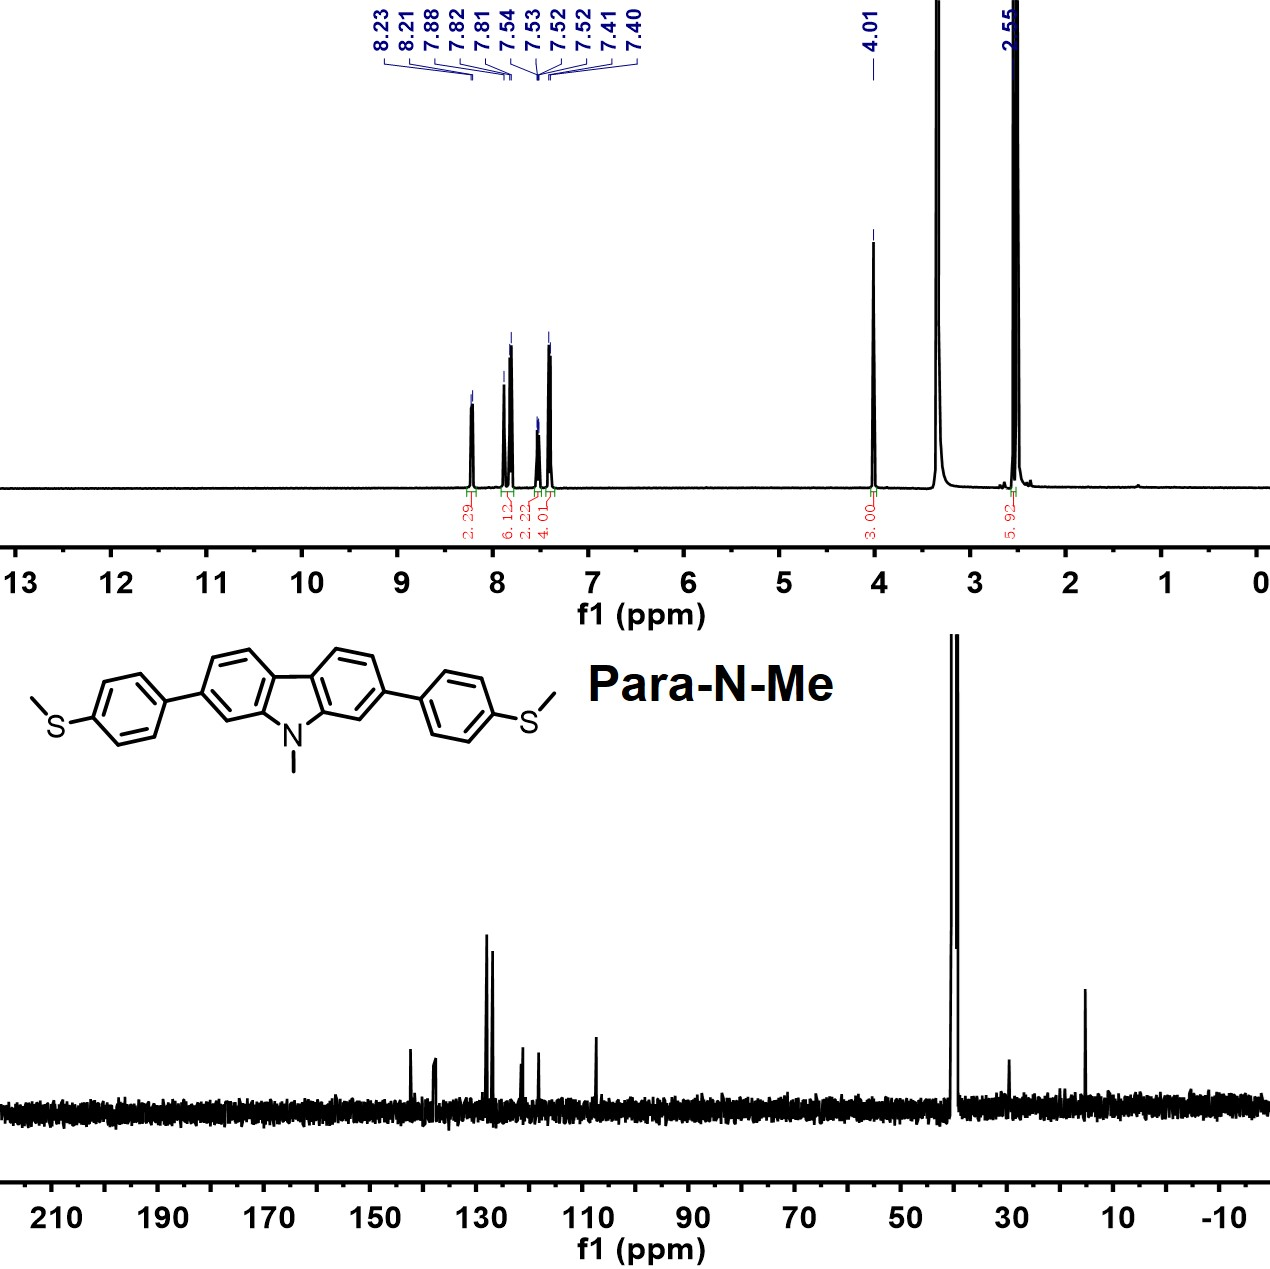 8.23 8.21 7.88 7.82 7.81 7.54 7.53 7.52 7.52 7.41 7.40 4.01 2.55
2.29 6.12 2.22 4.01 3.00 5.92
13 12 11 10 9 8 7 6 5 4 3 2 1 0
f1 (ppm)
Para-N-Me
S N S
210 190 170 150 130 110 90 70 50 30 10 -10
f1 (ppm)